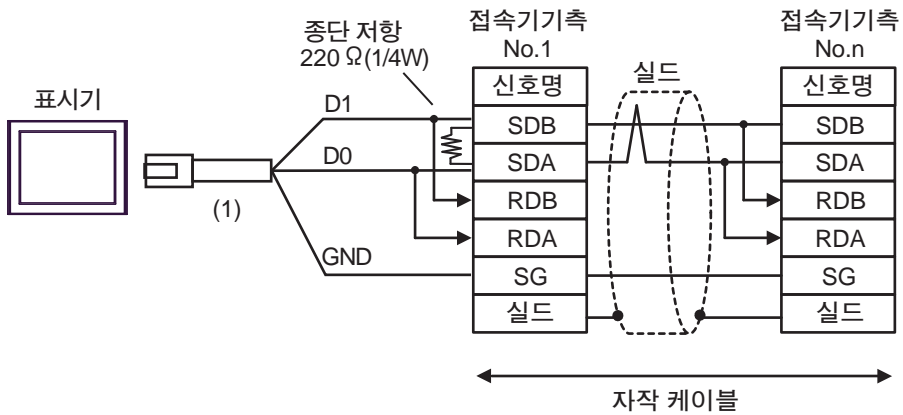 종단 저항
220 Ω(1/4W)
접속기기측
No.1
접속기기측
No.n
표시기
실드
신호명
신호명
D1
SDB
SDB
D0
SDA
SDA
(1)
RDB
RDB
RDA
RDA
GND
SG
SG
실드
실드
자작 케이블